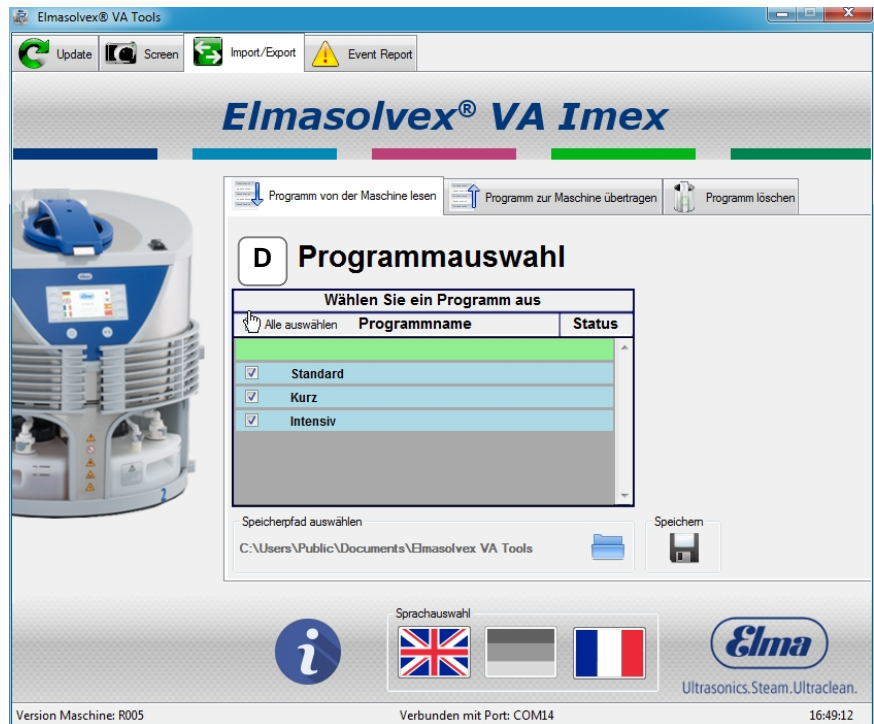 Elmasolvex® VA Tools
Update Screen Import/Export Event Report
Elmasolvex® VA Imex
Programm von der Maschine lesen Programm zur Maschine übertragen Programm löschen
D Programmauswahl
Wählen Sie ein Programm aus
Alle auswählen Programmname Status
Standard
Kurz
Intensiv
2
Speicherpfad auswählen Speichern
C:\Users\Public\Documents\Elmasolvex VA Tools
Sprachauswahl
i
Elma
Ultrasonics.Steam.Ultraclean.
Version Maschine: R005 Verbunden mit Port: COM14 16:49:12